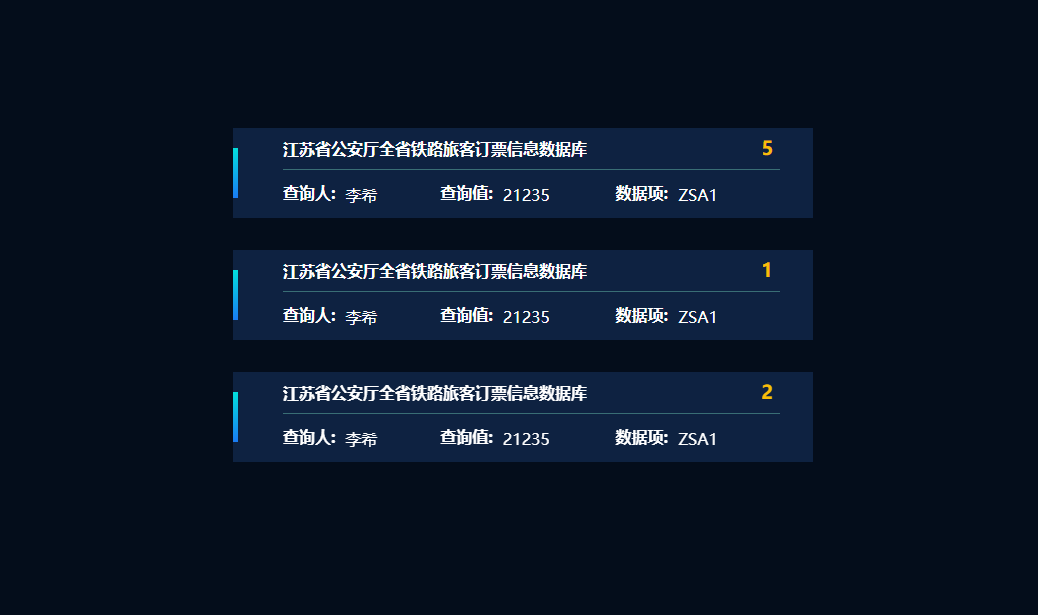 江苏省公安厅全省铁路旅客订票信息数据库 5
查询人: 李希 查询值: 21235 数据项: ZSA1
江苏省公安厅全省铁路旅客订票信息数据库 1
查询人: 李希 查询值: 21235 数据项: ZSA1
江苏省公安厅全省铁路旅客订票信息数据库 2
查询人: 李希 查询值: 21235 数据项: ZSA1